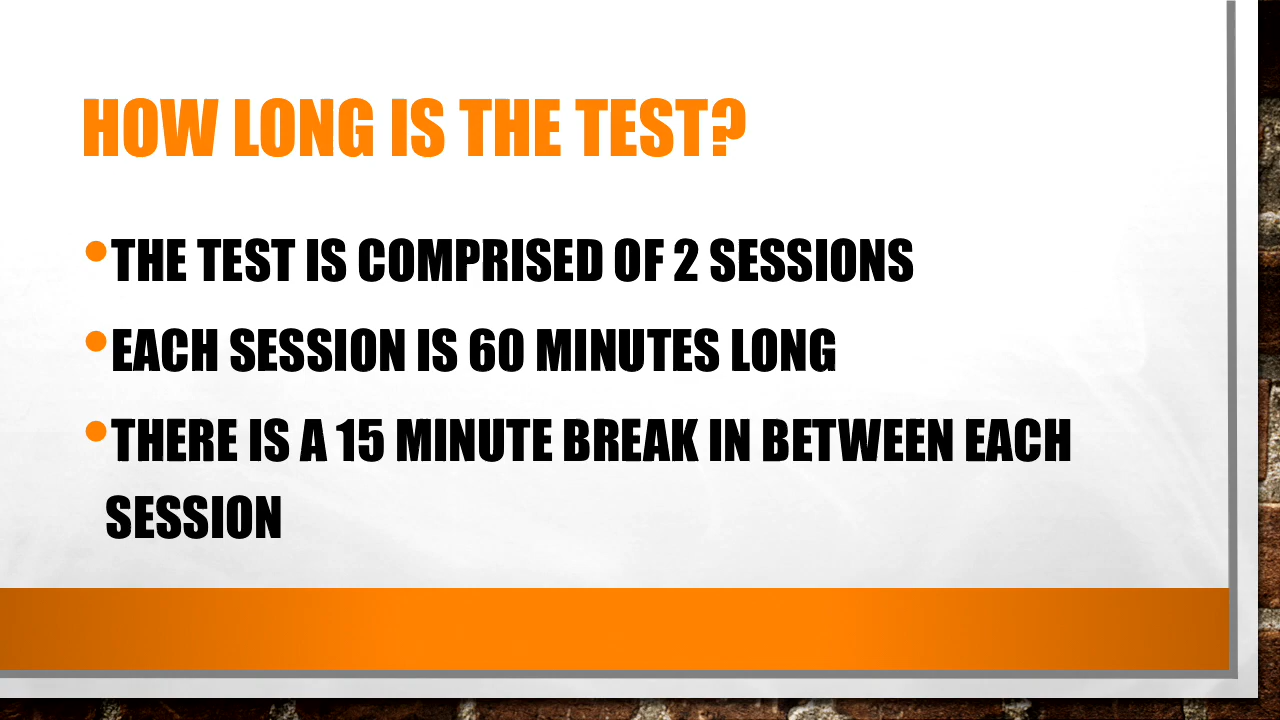 HOW LONG IS THE TEST?
•THE TEST IS COMPRISED OF 2 SESSIONS
•EACH SESSION IS 60 MINUTES LONG
•THERE IS A 15 MINUTE BREAK IN BETWEEN EACH
SESSION